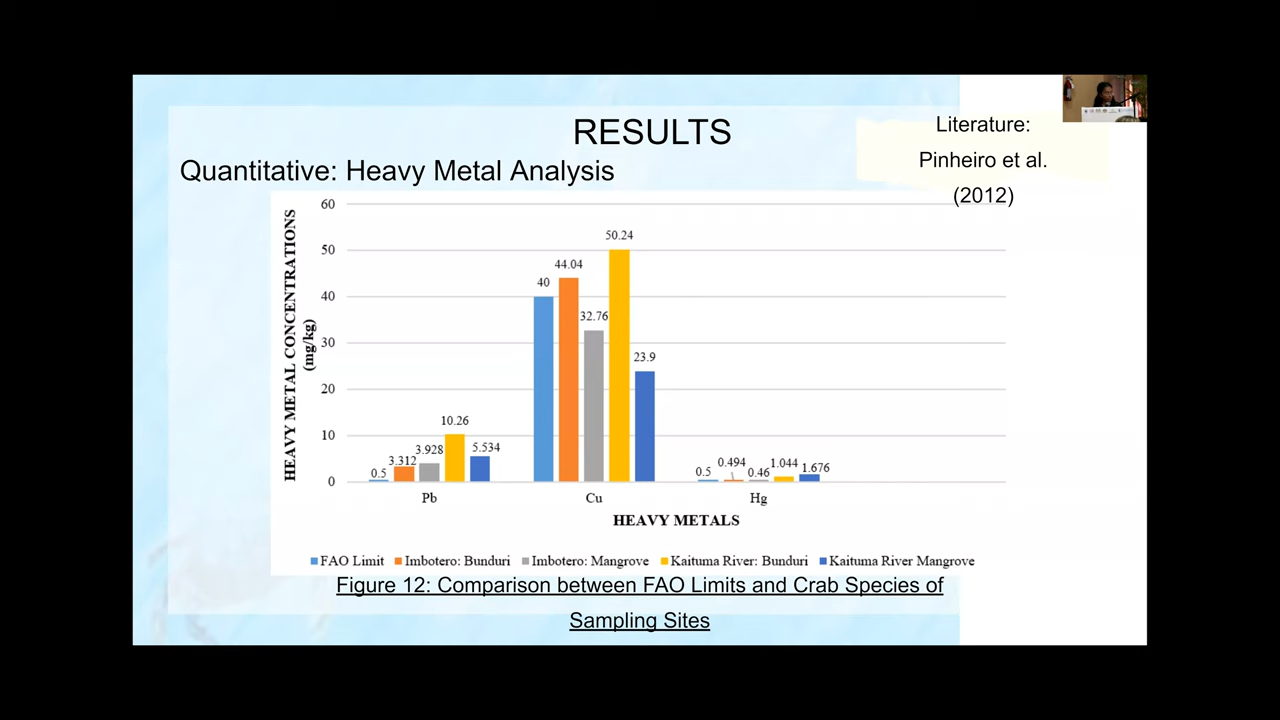 RESULTS
Literature:
Pinheiro et al.
(2012)
Quantitative: Heavy Metal Analysis
HEAVY METAL CONCENTRATIONS
(mg/kg)
60
50
40
30
20
10
0
0.5
3.312
3.928
10.26
5.534
40
44.04
32.76
50.24
23.9
0.5
0.494
0.46
1.044
1.676
Pb
Cu
Hg
HEAVY METALS
FAO Limit
Imbotero: Bunduri
Imbotero: Mangrove
Kaituma River: Bunduri
Kaituma River Mangrove
Figure 12: Comparison between FAO Limits and Crab Species of
Sampling Sites